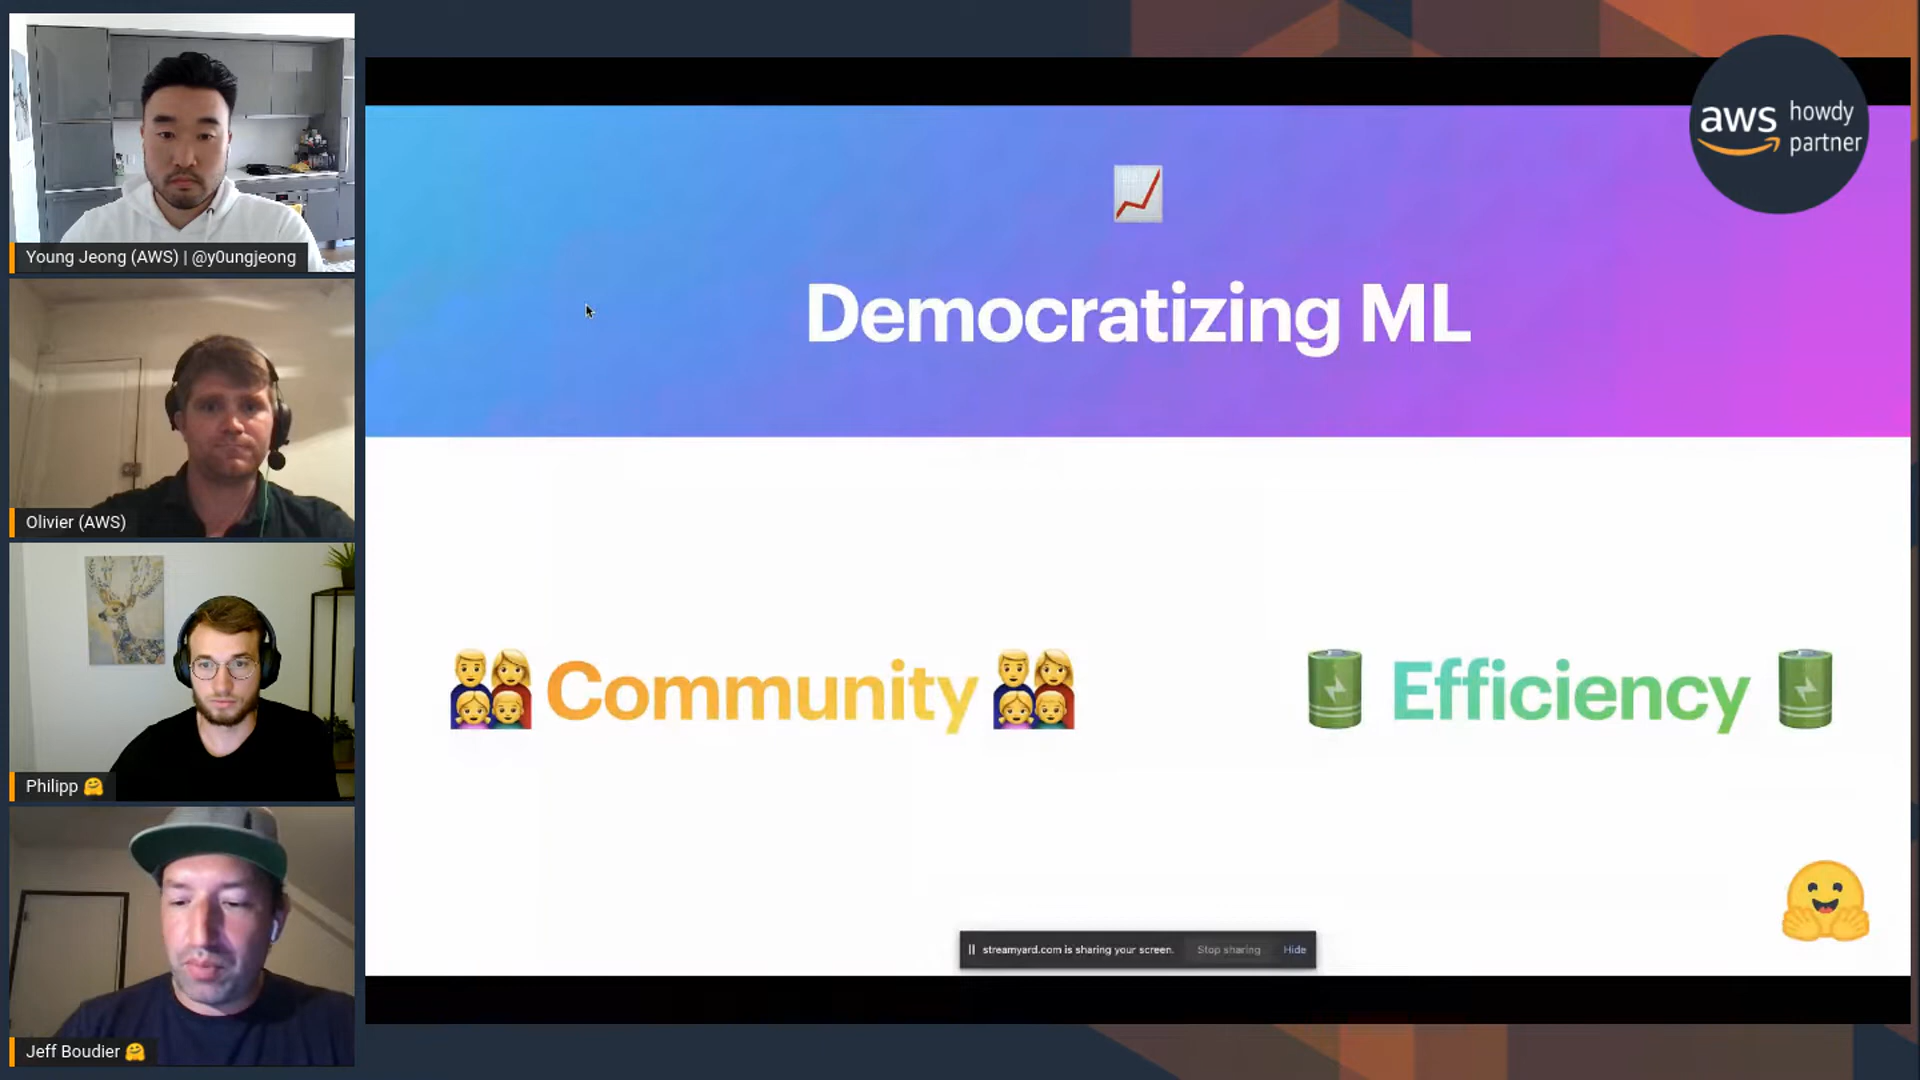 Young Jeong (AWS) | @y0ungjeong
Olivier (AWS)
Philipp 🤗
Jeff Boudier 🤗
aws howdy
partner
Democratizing ML
Community
Efficiency
streamyard.com is sharing your screen. Stop sharing Hide